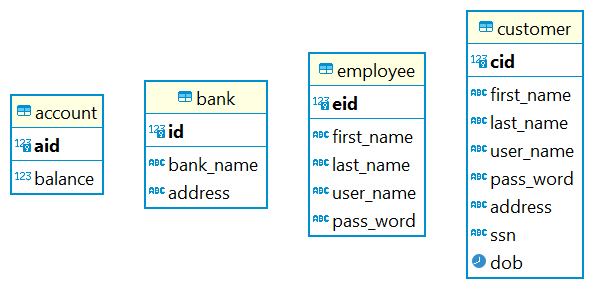 account
123 aid
123 balance
bank
123 id
ABC bank_name
ABC address
employee
123 eid
ABC first_name
ABC last_name
ABC user_name
ABC pass_word
customer
123 cid
ABC first_name
ABC last_name
ABC user_name
ABC pass_word
ABC address
ABC ssn
dob